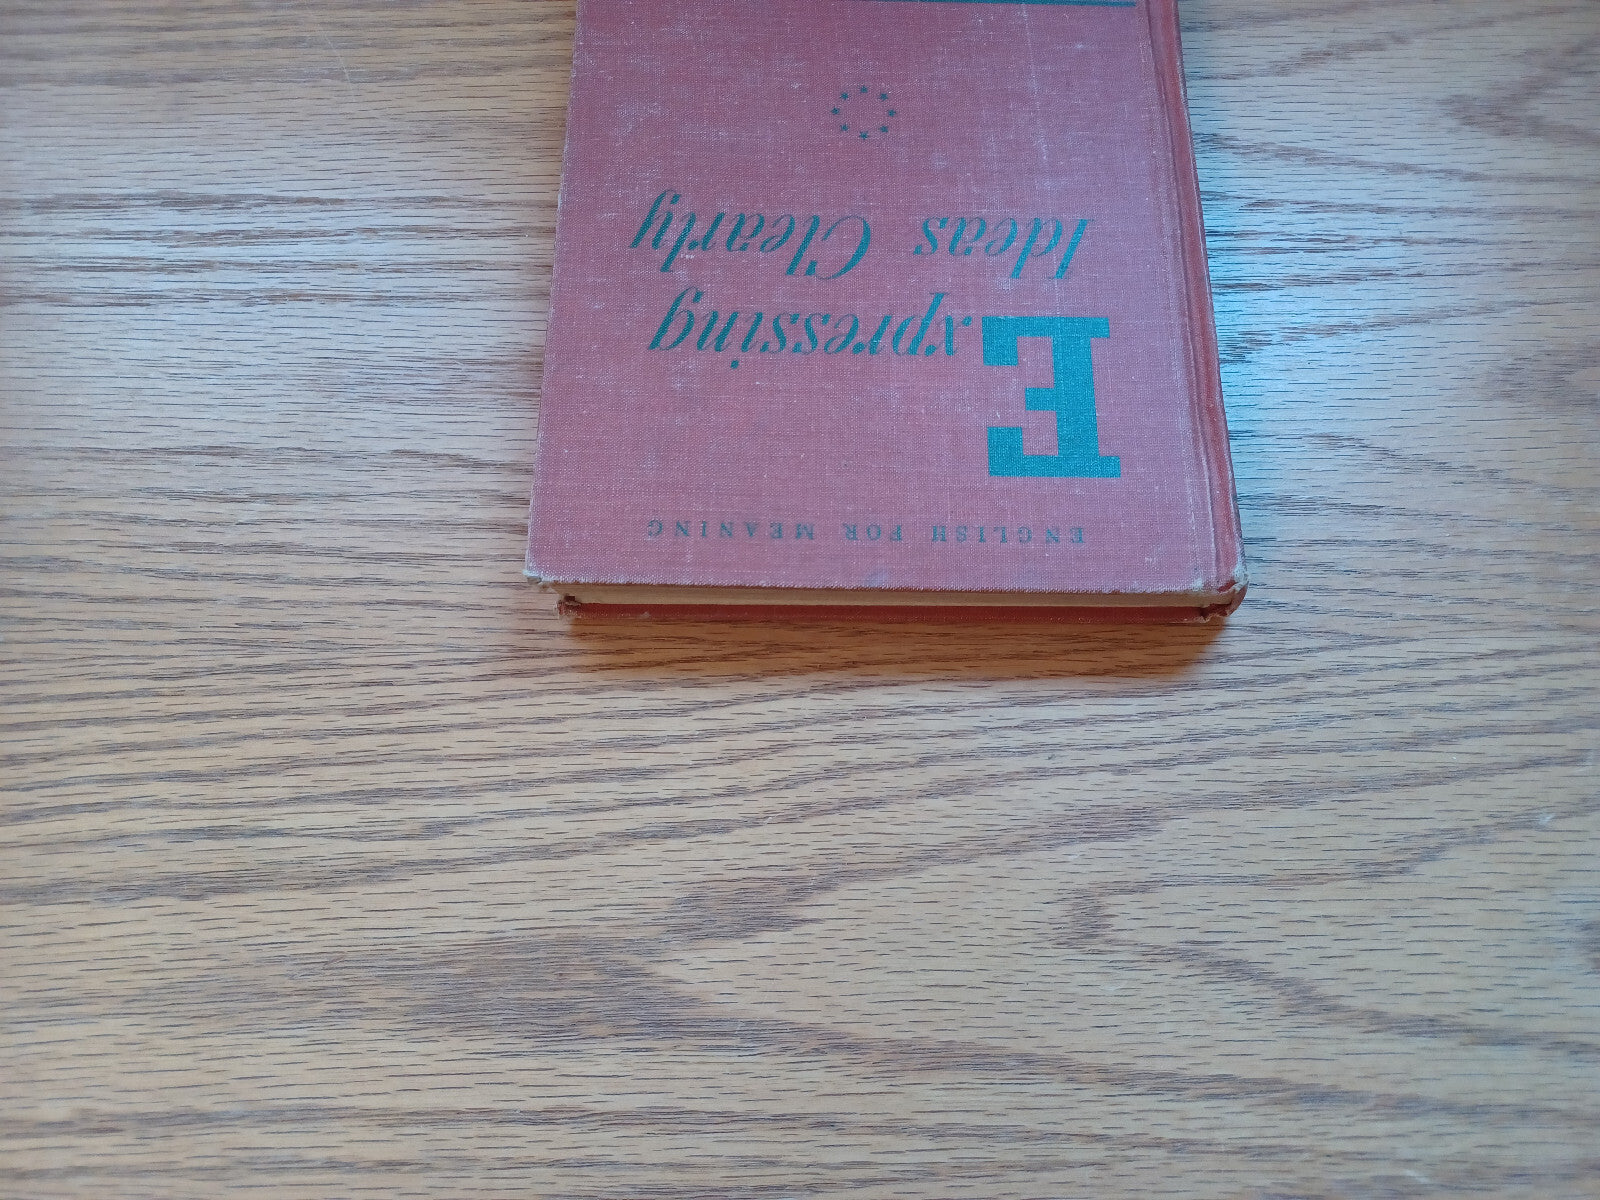 ENGLISH FOR MEANING
Expressing
Ideas Clearly